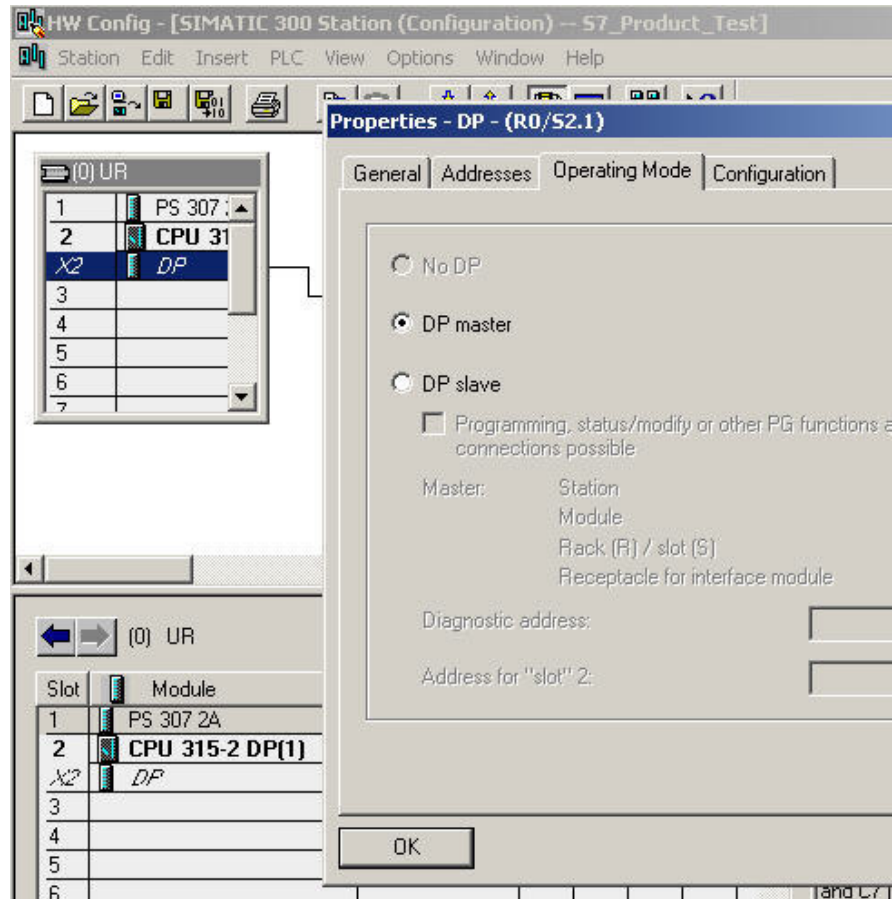 HW Config - [SIMATIC 300 Station (Configuration) -- S7_Product_Test]
Station Edit Insert PLC View Options Window Help
Properties - DP - (R0/S2.1)
General Addresses Operating Mode Configuration
(0) UR
1 PS 307
2 CPU 31
X2 DP
3
4
5
6
7
No DP
DP master
DP slave
Programming, status/modify or other PG functions
connections possible
Master: Station
Module
Rack (R) / slot (S)
Receptacle for interface module
Diagnostic address:
Address for "slot" 2:
OK
(0) UR
Slot Module
1 PS 307 2A
2 CPU 315-2 DP(1)
X2 DP
3
4
5
6
and C7